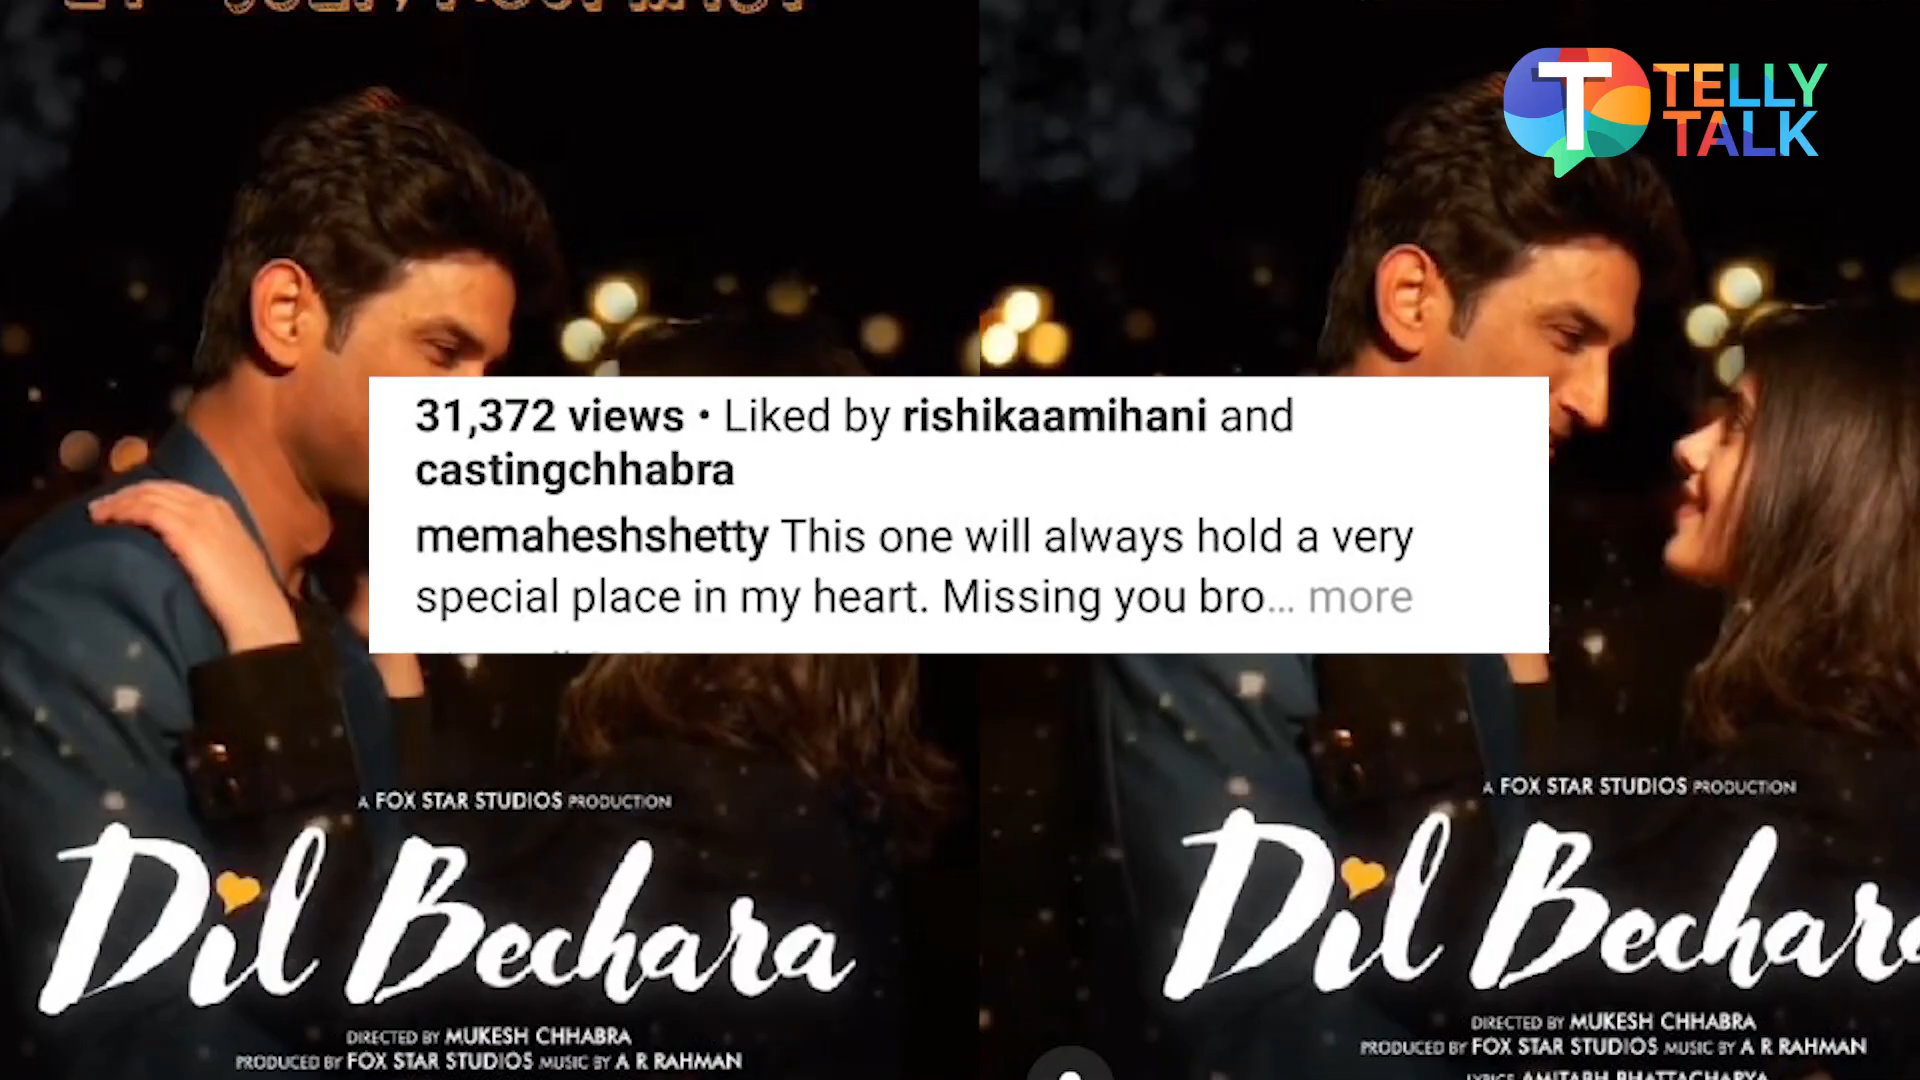 TELLY
TALK
31,372 views • Liked by rishikaamihani and
castingchhabra
memaheshshetty This one will always hold a very
special place in my heart. Missing you bro... more
A FOX STAR STUDIOS PRODUCTION
Dil Bechara
DIRECTED BY MUKESH CHHABRA
PRODUCED BY FOX STAR STUDIOS MUSIC BY A R RAHMAN
A FOX STAR STUDIOS PRODUCTION
Dil Bechara
DIRECTED BY MUKESH CHHABRA
PRODUCED BY FOX STAR STUDIOS MUSIC BY A R RAHMAN
LYRICS AMITABH BHATTACHARYA